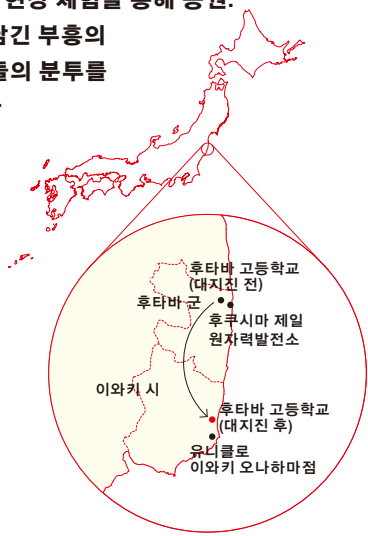 현장 체험을 통해 응원.
담긴 부흥의
들의 분투를
후타바 고등학교
(대지진 전)
후타바 군
후쿠시마 제일
원자력발전소
이와키 시
후타바 고등학교
(대지진 후)
유니클로
이와키 오나하마점